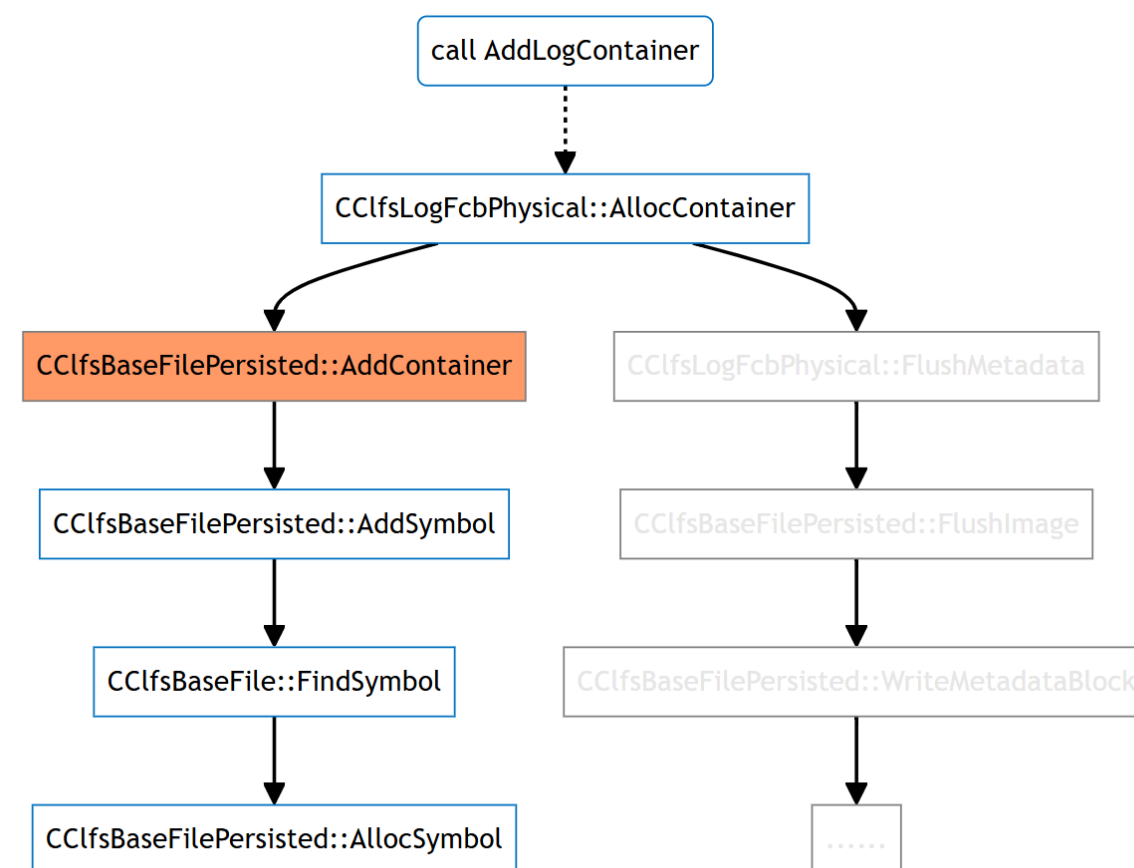 call AddLogContainer
CClfsLogFcbPhysical::AllocContainer
CClfsBaseFilePersisted::AddContainer
CClfsLogFcbPhysical::FlushMetadata
CClfsBaseFilePersisted::AddSymbol
CClfsBaseFilePersisted::FlushImage
CClfsBaseFile::FindSymbol
CClfsBaseFilePersisted::WriteMetadataBlock
CClfsBaseFilePersisted::AllocSymbol
......